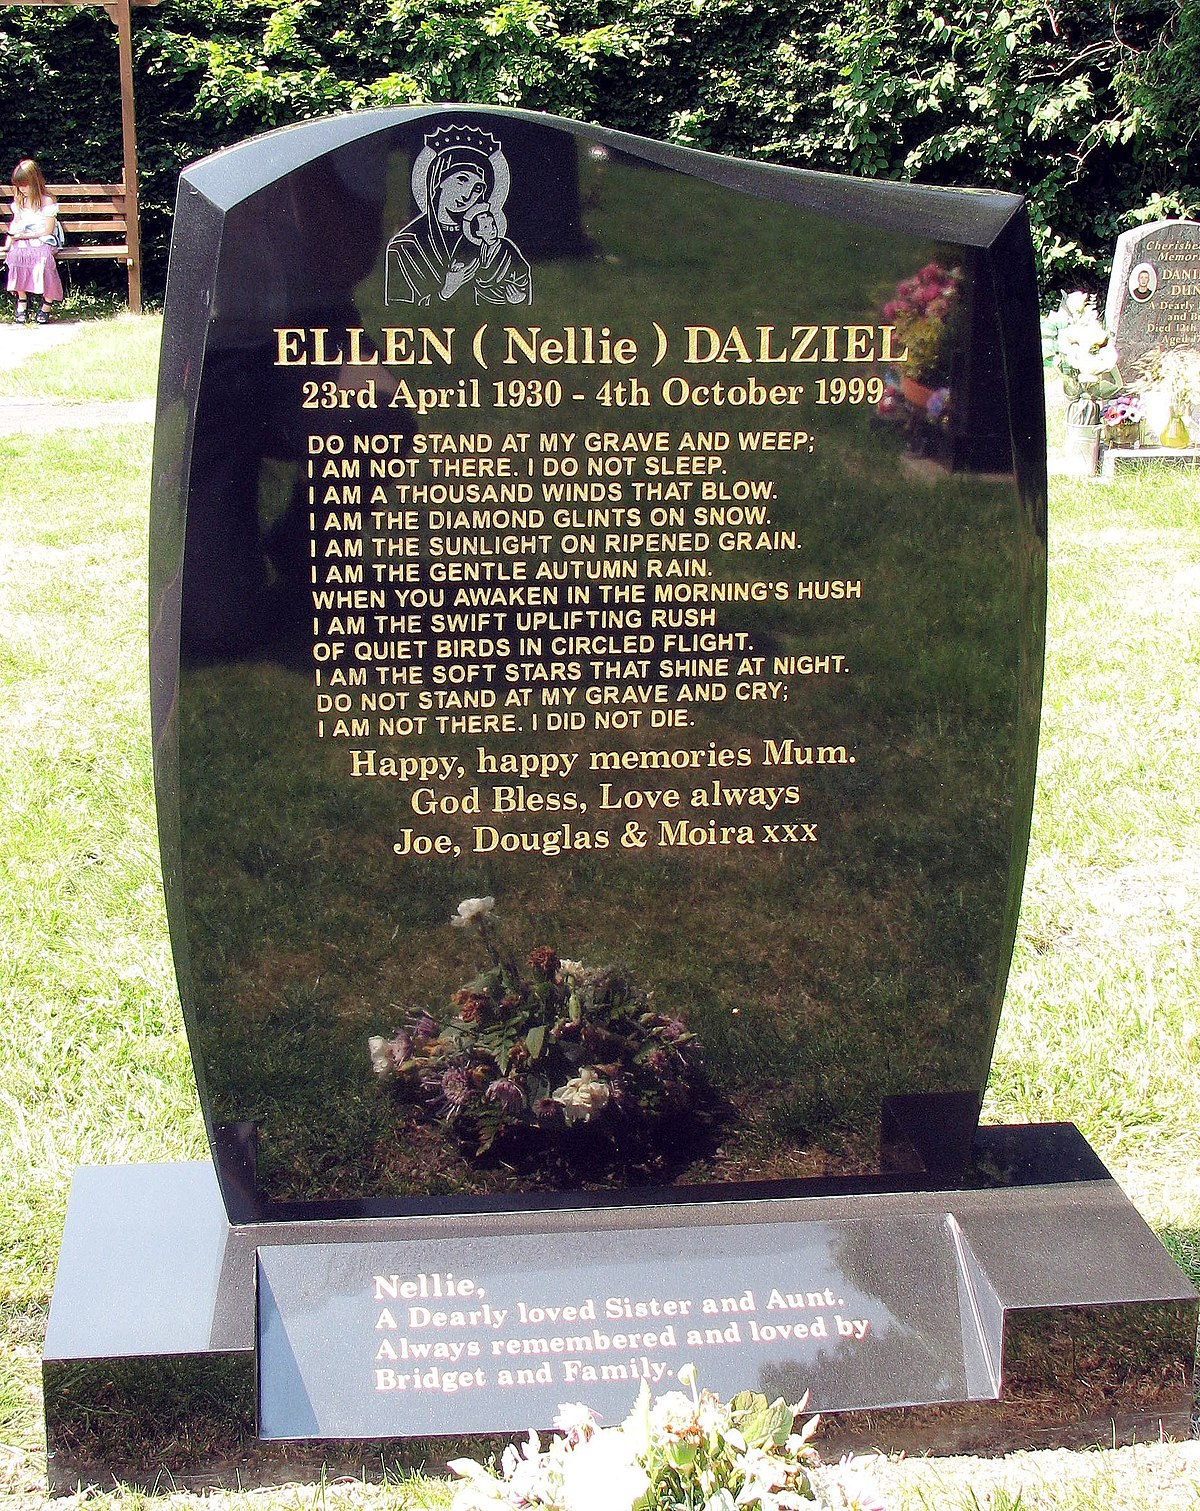 ELLEN ( Nellie ) DALZIEL
23rd April 1930 - 4th October 1999
DO NOT STAND AT MY GRAVE AND WEEP;
I AM NOT THERE. I DO NOT SLEEP.
I AM A THOUSAND WINDS THAT BLOW.
I AM THE DIAMOND GLINTS ON SNOW.
I AM THE SUNLIGHT ON RIPENED GRAIN.
I AM THE GENTLE AUTUMN RAIN.
WHEN YOU AWAKEN IN THE MORNING'S HUSH
I AM THE SWIFT UPLIFTING RUSH
OF QUIET BIRDS IN CIRCLED FLIGHT.
I AM THE SOFT STARS THAT SHINE AT NIGHT.
DO NOT STAND AT MY GRAVE AND CRY;
I AM NOT THERE. I DID NOT DIE.
Happy, happy memories Mum.
God Bless, Love always
Joe, Douglas & Moira xxx
Nellie,
A Dearly loved Sister and Aunt.
Always remembered and loved by
Bridget and Family.
A Dearl
and B
Died 12
Aged